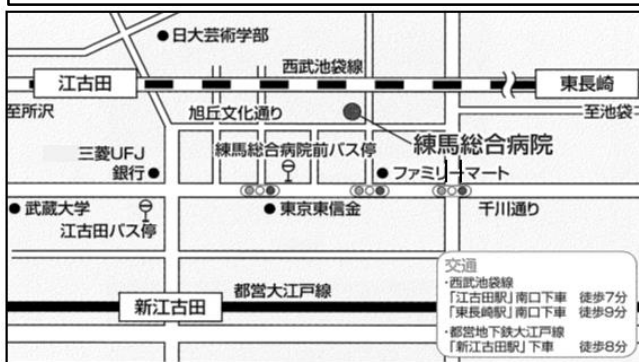 日大芸術学部
西武池袋線
江古田
東長崎
至所沢
旭丘文化通り
至池袋
練馬総合病院
三菱UFJ
銀行
練馬総合病院前バス停
ファミリーマート
武蔵大学
江古田バス停
東京東信金
千川通り
交通
・西武池袋線
「江古田駅」南口下車 徒歩7分
「東長崎駅」南口下車 徒歩9分
・都営地下鉄大江戸線
「新江古田駅」下車 徒歩8分
都営大江戸線
新江古田